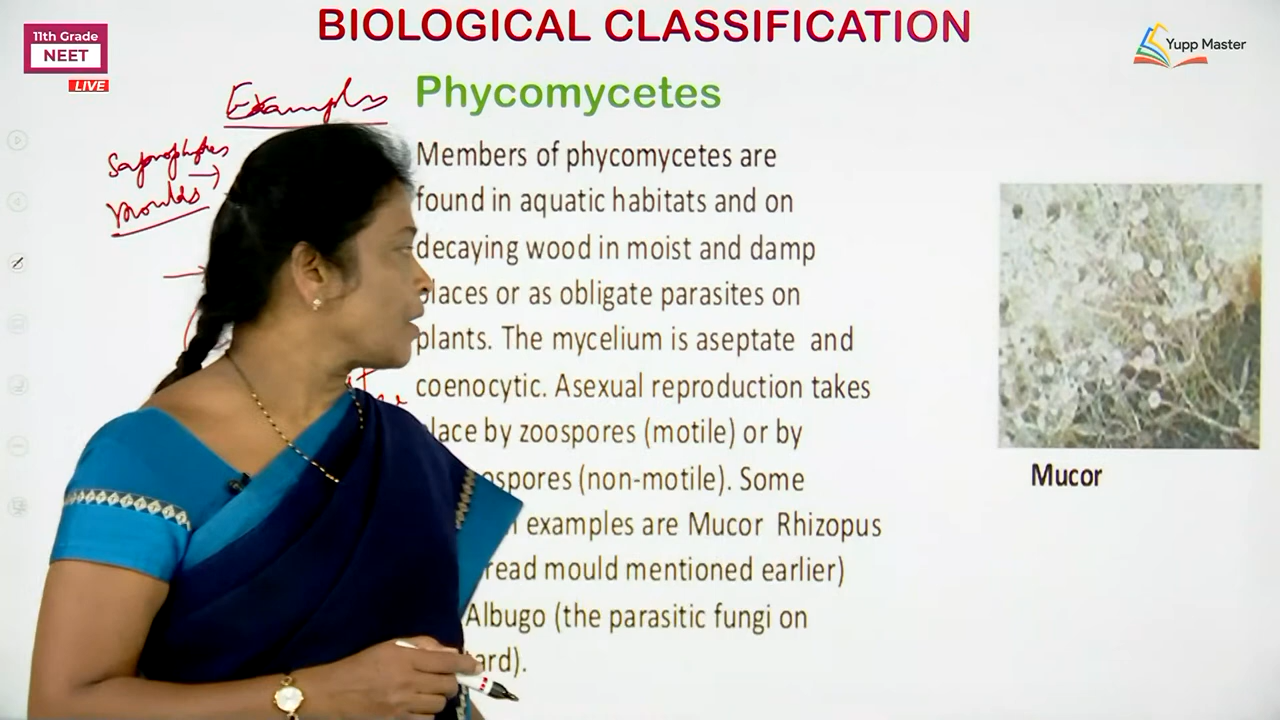 BIOLOGICAL CLASSIFICATION
11th Grade
NEET
LIVE
Yupp Master
Examples
Phycomycetes
Saprophytes
Moulds
Members of phycomycetes are
found in aquatic habitats and on
decaying wood in moist and damp
places or as obligate parasites on
plants. The mycelium is aseptate and
coenocytic. Asexual reproduction takes
lace by zoospores (motile) or by
ospores (non-motile). Some
examples are Mucor Rhizopus
read mould mentioned earlier)
Albugo (the parasitic fungi on
ard).
Mucor